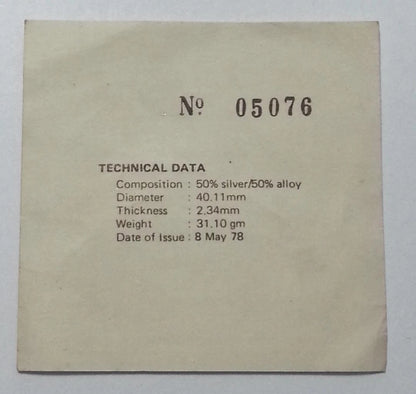 Nº. 05076
TECHNICAL DATA
Composition : 50% silver/50% alloy
Diameter : 40.11mm
Thickness : 2.34mm
Weight : 31.10 gm
Date of Issue : 8 May 78